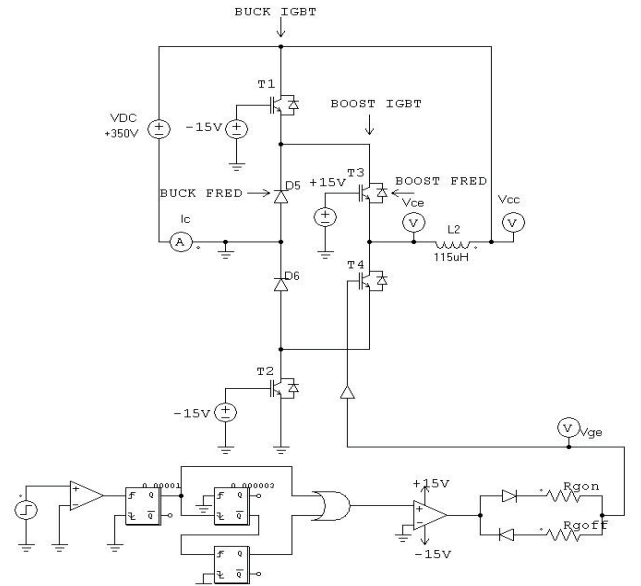 BUCK IGBT
T1
VDC
+350V
-15V
BOOST IGBT
T3
+15V
BOOST FRED
BUCK FRED
D5
Vce
Vcc
Ic
A
V
V
L2
115uH
T4
D6
T2
-15V
V
Vge
0.00001
0.000003
Q
Q
Q
Q
Q
Q
+15V
-15V
Rgon
Rgoff